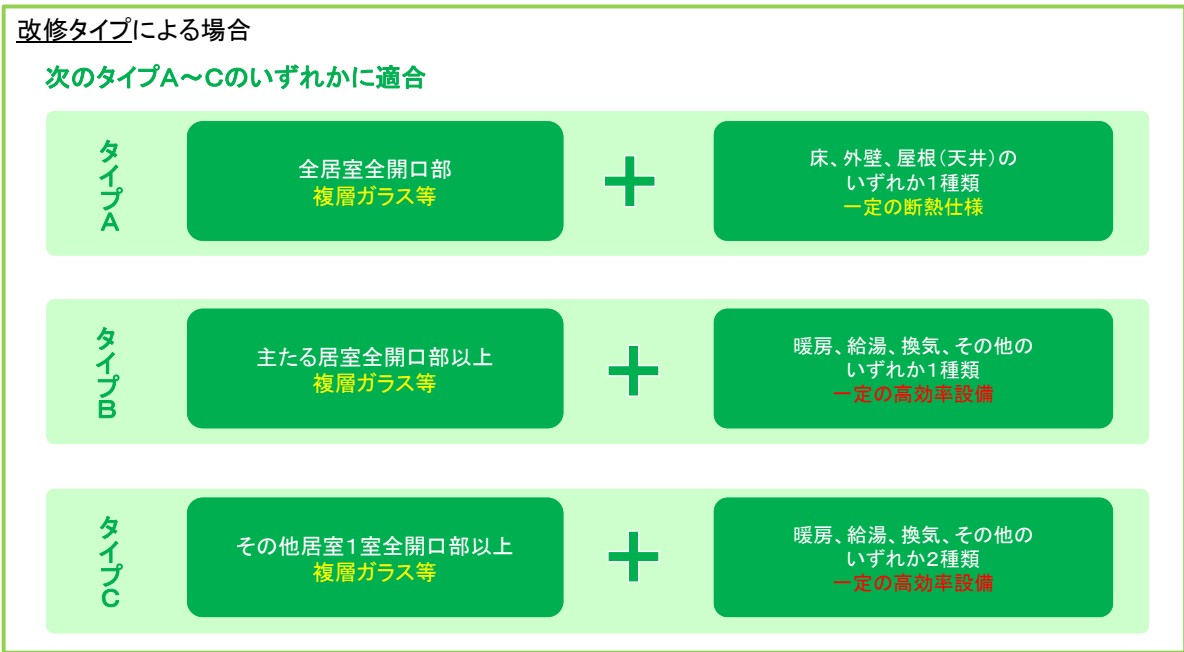 改修タイプによる場合
次のタイプA～Cのいずれかに適合
タイプA
全居室全開口部
複層ガラス等
＋
床、外壁、屋根（天井）の
いずれか１種類
一定の断熱仕様
タイプB
主たる居室全開口部以上
複層ガラス等
＋
暖房、給湯、換気、その他の
いずれか１種類
一定の高効率設備
タイプC
その他居室１室全開口部以上
複層ガラス等
＋
暖房、給湯、換気、その他の
いずれか２種類
一定の高効率設備